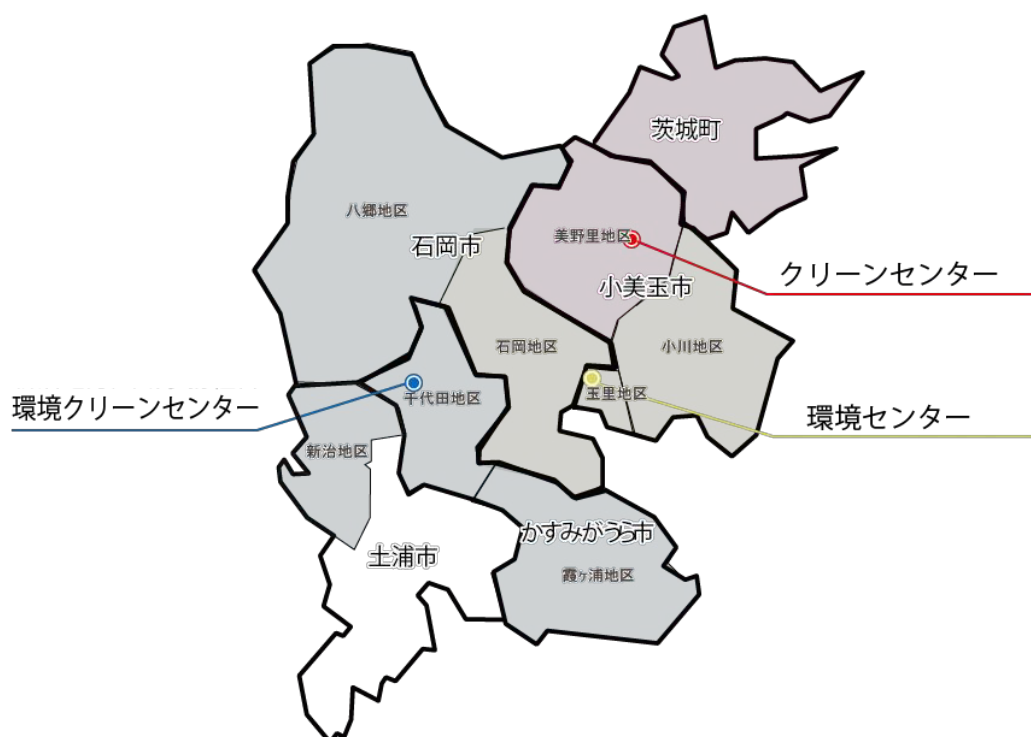 茨城町
八郷地区
美野里地区
石岡市
クリーンセンター
小美玉市
石岡地区
小川地区
千代田地区
玉里地区
環境クリーンセンター
環境センター
新治地区
かすみがうら市
土浦市
霞ヶ浦地区